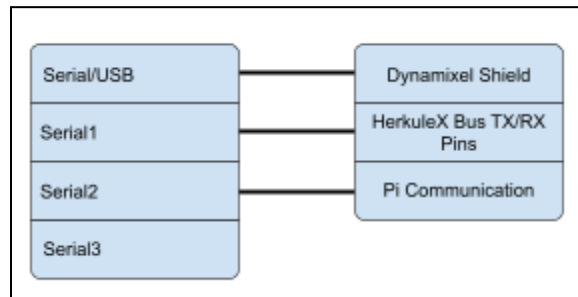 Serial/USB
Dynamixel Shield
Serial1
HerkuleX Bus TX/RX
Pins
Serial2
Pi Communication
Serial3